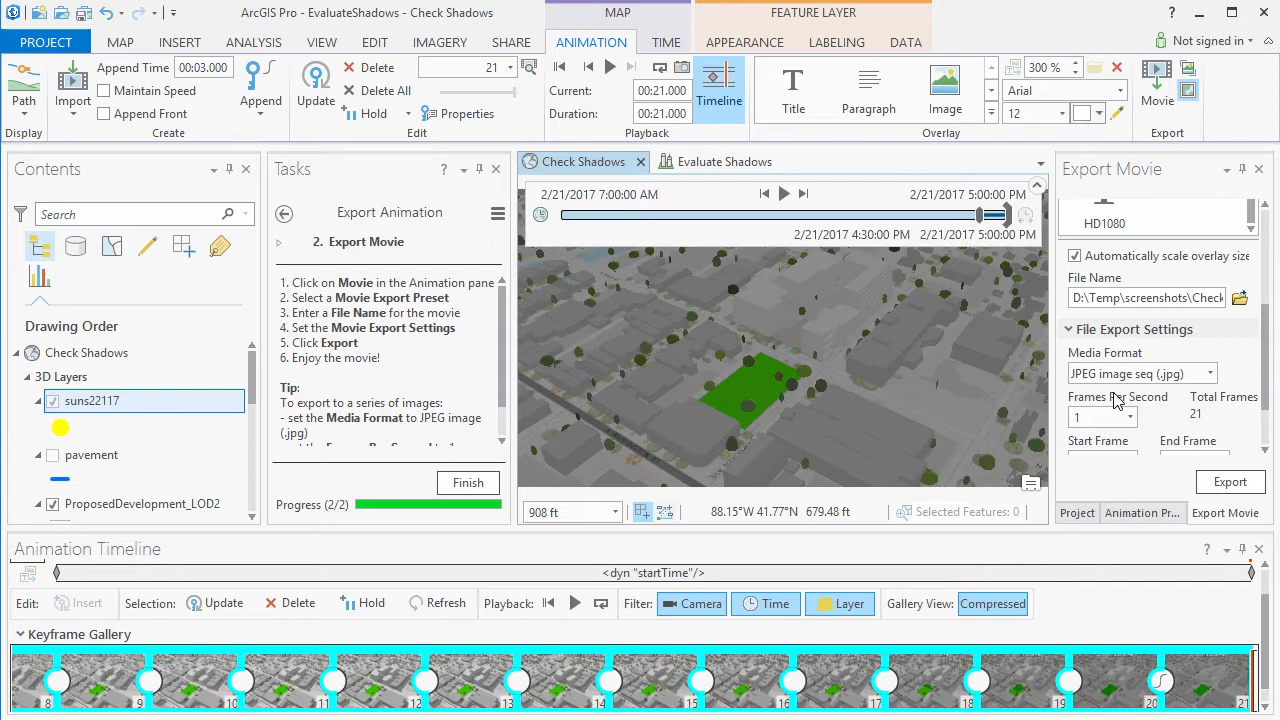 ArcGIS Pro - EvaluateShadows - Check Shadows
MAP
FEATURE LAYER
?
PROJECT
MAP
INSERT
ANALYSIS
VIEW
EDIT
IMAGERY
SHARE
ANIMATION
TIME
APPEARANCE
LABELING
DATA
Not signed in
Path
Display
Import
Append Time 00:03.000
Maintain Speed
Append Front
Create
Append
Update
Delete
Delete All
Hold
21
Properties
Edit
Current: 00:21.000
Duration: 00:21.000
Playback
Timeline
Title
Paragraph
Image
Overlay
300 %
Arial
12
Movie
Export
Contents
Search
Drawing Order
Check Shadows
3D Layers
suns22117
pavement
ProposedDevelopment_LOD2
Tasks
?
Export Animation
2. Export Movie
1. Click on Movie in the Animation pane
2. Select a Movie Export Preset
3. Enter a File Name for the movie
4. Set the Movie Export Settings
5. Click Export
6. Enjoy the movie!
Tip:
To export to a series of images:
- set the Media Format to JPEG image
(.jpg)
Finish
Progress (2/2)
Check Shadows
Evaluate Shadows
2/21/2017 7:00:00 AM
2/21/2017 5:00:00 PM
2/21/2017 4:30:00 PM
2/21/2017 5:00:00 PM
908 ft
88.15°W 41.77°N
679.48 ft
Selected Features: 0
Export Movie
HD1080
Automatically scale overlay size
File Name
D:\Temp\screenshots\Check
File Export Settings
Media Format
JPEG image seq (.jpg)
Frames Per Second
Total Frames
1
21
Start Frame
End Frame
Export
Project
Animation Pr...
Export Movie
Animation Timeline
?
<dyn "startTime"/>
Edit:
Insert
Selection:
Update
Delete
Hold
Refresh
Playback:
Filter:
Camera
Time
Layer
Gallery View:
Compressed
Keyframe Gallery
8
9
10
11
12
13
14
15
16
17
18
19
20
21